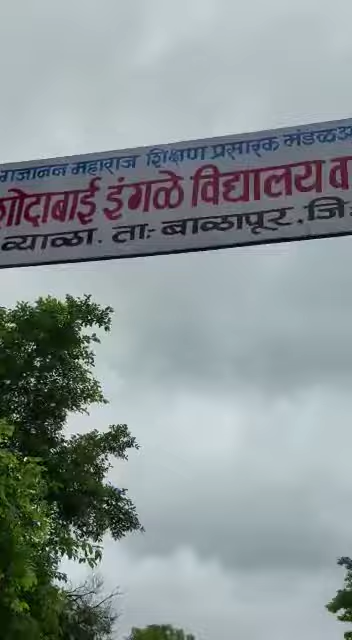 गजानन महाराज शिक्षण प्रसारक मंडळ
गोदाबाई इंगळे विद्यालय व
व्याळा. ता:- बाळापूर. जि: